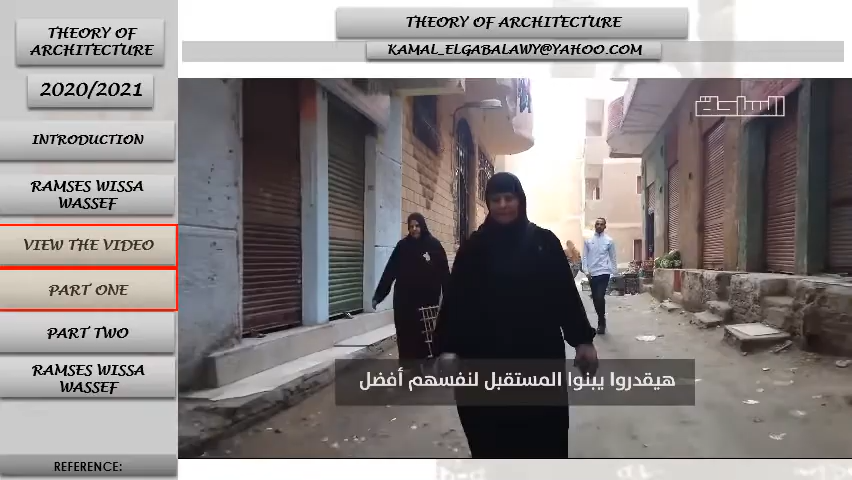 THEORY OF
ARCHITECTURE
2020/2021
INTRODUCTION
RAMSES WISSA
WASSEF
VIEW THE VIDEO
PART ONE
PART TWO
RAMSES WISSA
WASSEF
REFERENCE:
THEORY OF ARCHITECTURE
KAMAL_ELGABALAWY@YAHOO.COM
الساحة
هيقدروا يبنوا المستقبل لنفسهم أفضل